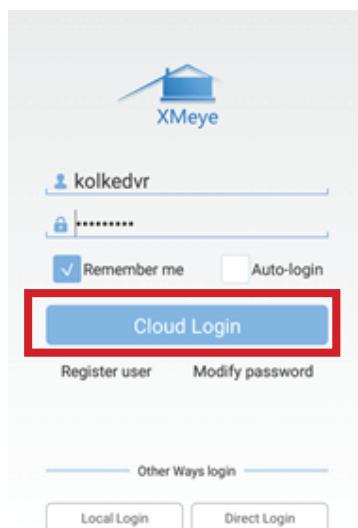 XMeye
kolkedvr
•••••••••
Remember me Auto-login
Cloud Login
Register user Modify password
Other Ways login
Local Login Direct Login